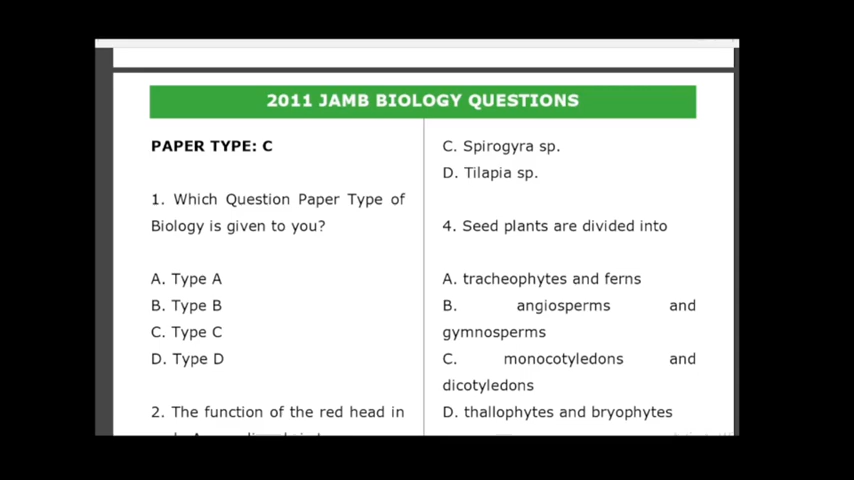 2011 JAMB BIOLOGY QUESTIONS
PAPER TYPE: C
1. Which Question Paper Type of
Biology is given to you?
A. Type A
B. Type B
C. Type C
D. Type D
2. The function of the red head in
C. Spirogyra sp.
D. Tilapia sp.
4. Seed plants are divided into
A. tracheophytes and ferns
B. angiosperms and
gymnosperms
C. monocotyledons and
dicotyledons
D. thallophytes and bryophytes